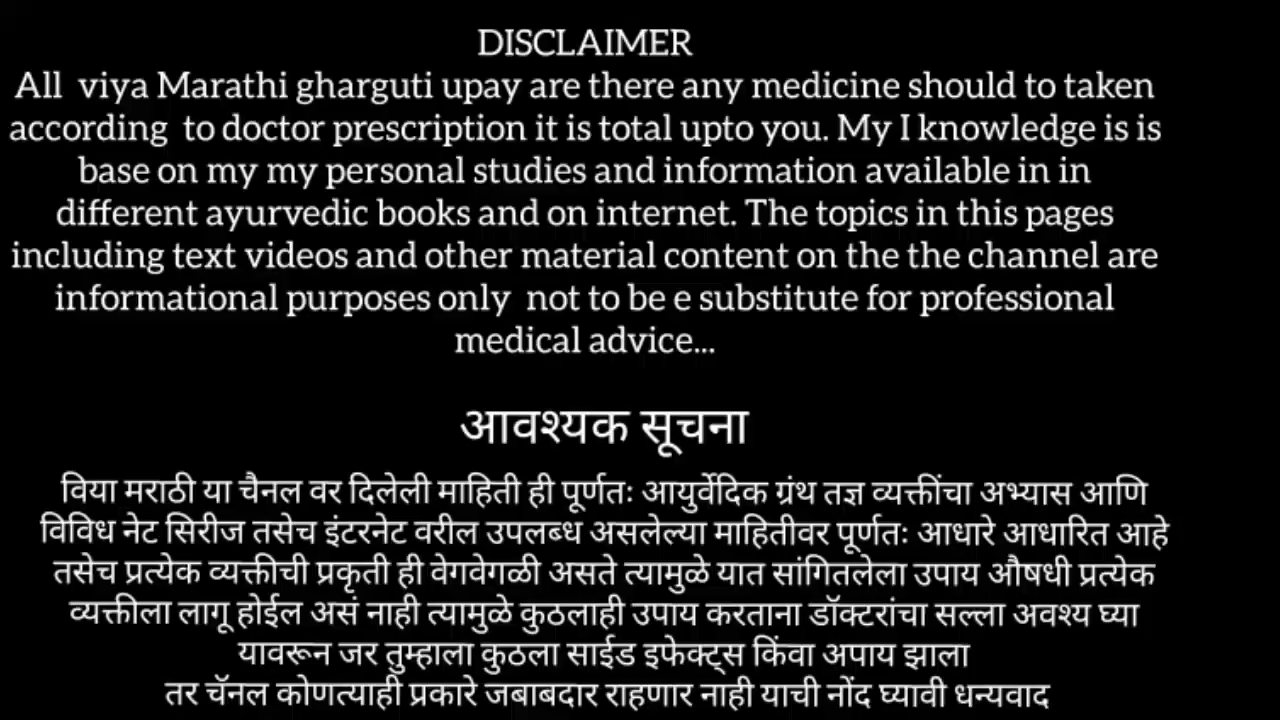 DISCLAIMER
All viya Marathi gharguti upay are there any medicine should to taken
according to doctor prescription it is total upto you. My I knowledge is is
base on my my personal studies and information available in in
different ayurvedic books and on internet. The topics in this pages
including text videos and other material content on the the channel are
informational purposes only not to be e substitute for professional
medical advice...
आवश्यक सूचना
विया मराठी या चैनल वर दिलेली माहिती ही पूर्णतः आयुर्वेदिक ग्रंथ तज्ञ व्यक्तींचा अभ्यास आणि
विविध नेट सिरीज तसेच इंटरनेट वरील उपलब्ध असलेल्या माहितीवर पूर्णतः आधारे आधारित आहे
तसेच प्रत्येक व्यक्तीची प्रकृती ही वेगवेगळी असते त्यामुळे यात सांगितलेला उपाय औषधी प्रत्येक
व्यक्तीला लागू होईल असं नाही त्यामुळे कुठलाही उपाय करताना डॉक्टरांचा सल्ला अवश्य घ्या
यावरून जर तुम्हाला कुठला साईड इफेक्ट्स किंवा अपाय झाला
तर चॅनल कोणत्याही प्रकारे जबाबदार राहणार नाही याची नोंद घ्यावी धन्यवाद